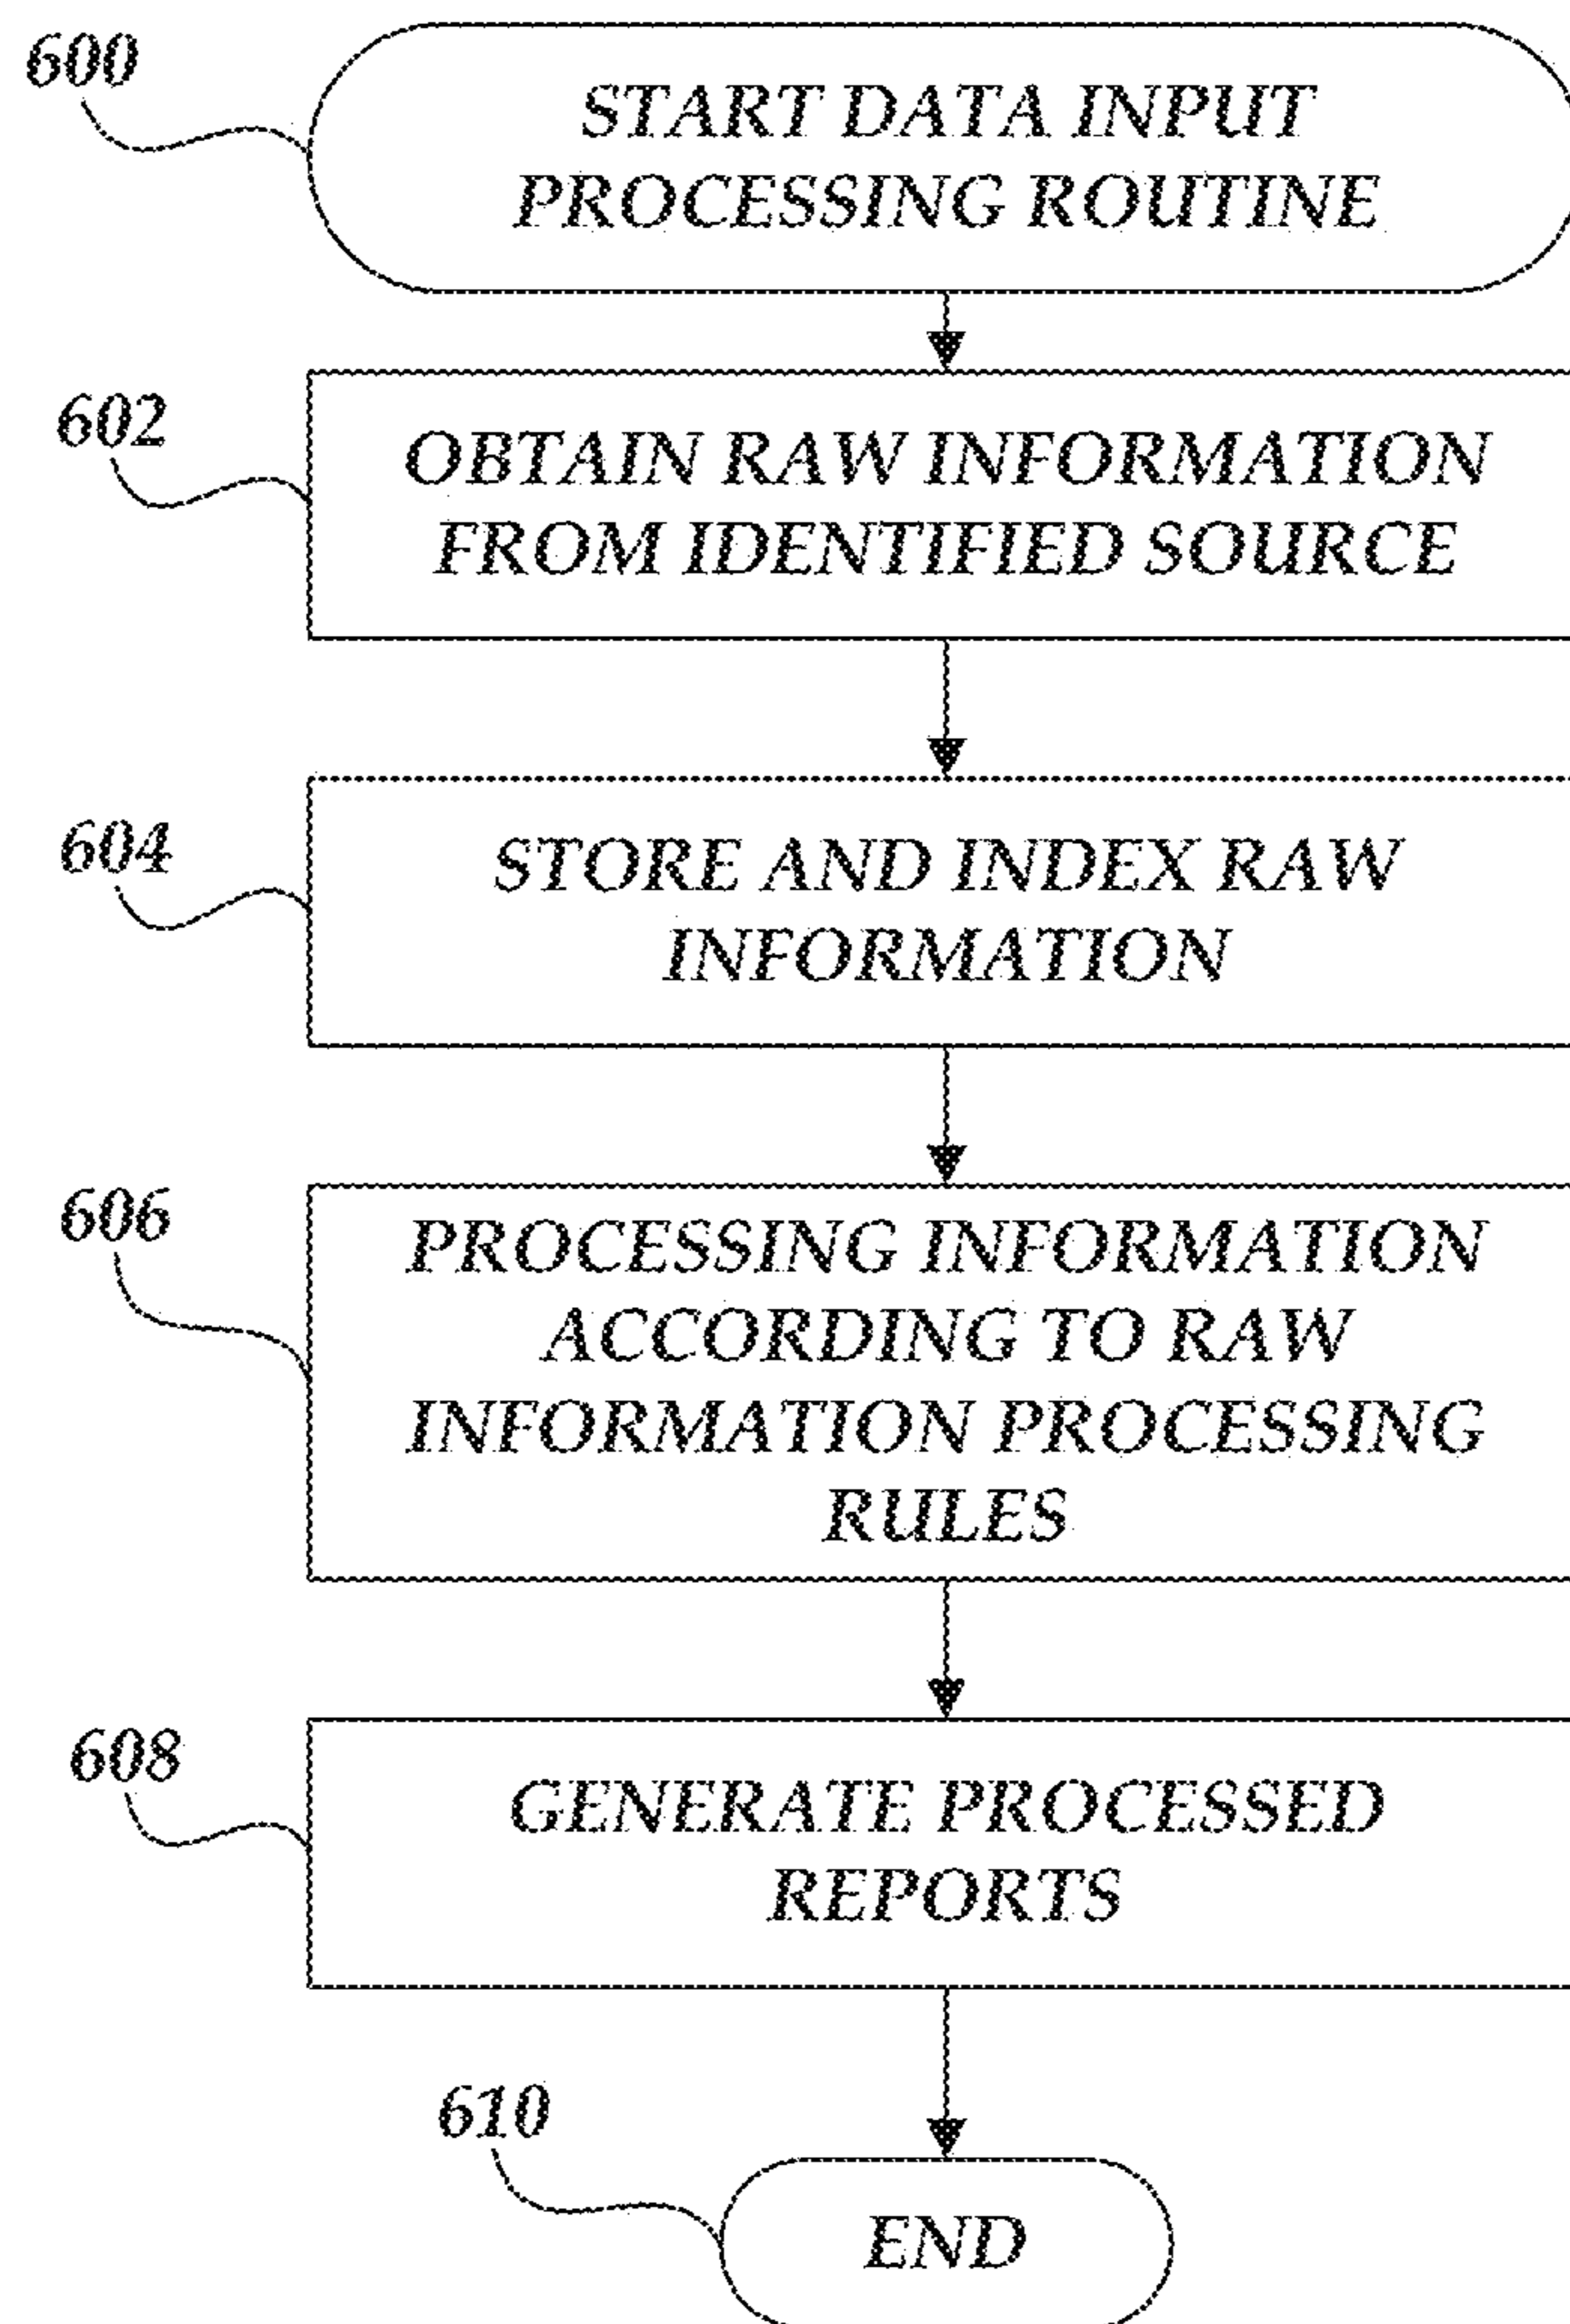 600
START DATA INPUT
PROCESSING ROUTINE
602
OBTAIN RAW INFORMATION
FROM IDENTIFIED SOURCE
604
STORE AND INDEX RAW
INFORMATION
606
PROCESSING INFORMATION
ACCORDING TO RAW
INFORMATION PROCESSING
RULES
608
GENERATE PROCESSED
REPORTS
610
END